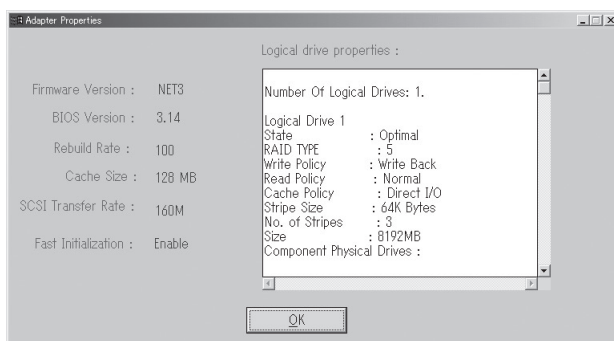 Adapter Properties
Logical drive properties :
Firmware Version : NET3
BIOS Version : 3.14
Rebuild Rate : 100
Cache Size : 128 MB
SCSI Transfer Rate : 160M
Fast Initialization : Enable
Number Of Logical Drives: 1.
Logical Drive 1
State : Optimal
RAID TYPE : 5
Write Policy : Write Back
Read Policy : Normal
Cache Policy : Direct I/O
Stripe Size : 64K Bytes
No. of Stripes : 3
Size : 8192MB
Component Physical Drives :
OK